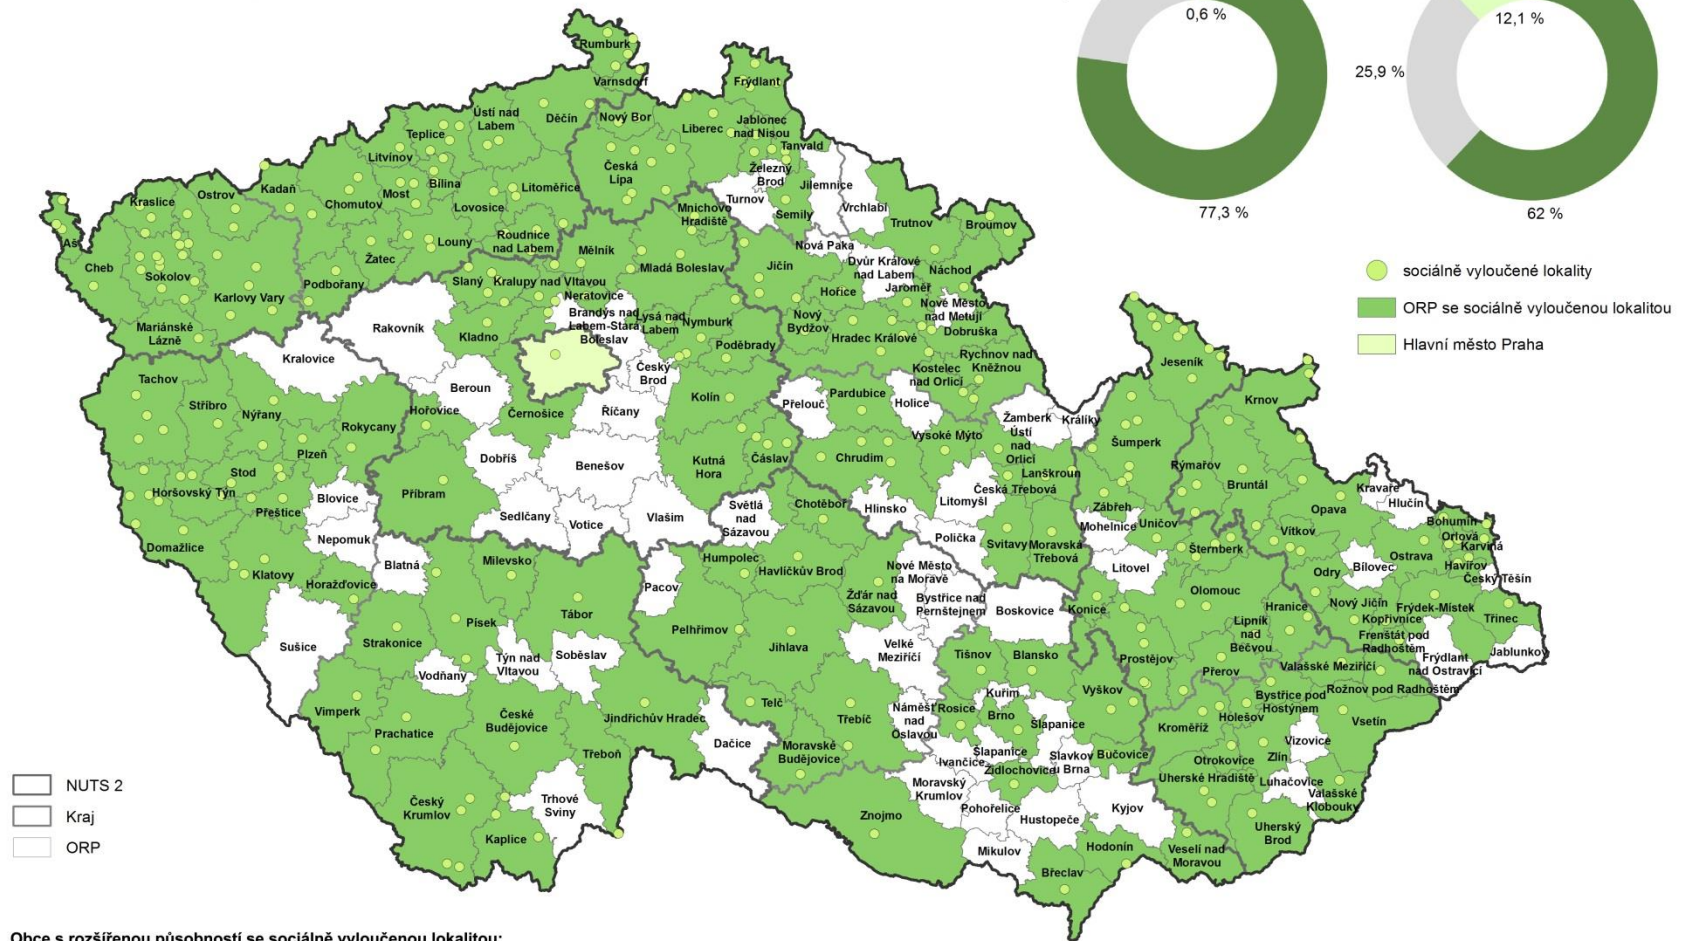 0,6 %
12,1 %
25,9 %
77,3 %
62 %
sociálně vyloučené lokality
ORP se sociálně vyloučenou lokalitou
Hlavní město Praha
Rumburk
Varnsdorf
Frýdlant
Ústí nad
Labem
Děčín
Nový Bor
Liberec
Jablonec
nad Nisou
Teplice
Tanvald
Litvínov
Česká
Lípa
Železný
Brod
Jilemnice
Bílina
Most
Litoměřice
Kadaň
Ostrov
Kraslice
Chomutov
Lovosice
Turnov
Semily
Vrchlabí
Mnichovo
Hradiště
Trutnov
Broumov
Aš
Louny
Roudnice
nad Labem
Mělník
Nová Paka
Žatec
Cheb
Sokolov
Mladá Boleslav
Jičín
Dvůr Králové
nad Labem
Náchod
Jaroměř
Karlovy Vary
Podbořany
Slaný
Kralupy nad Vltavou
Neratovice
Hořice
Nové Město
nad Metují
Mariánské
Lázně
Rakovník
Brandýs nad
Labem-Stará
Boleslav
Lysá nad
Labem
Nymburk
Nový
Bydžov
Dobruška
Kladno
Hradec Králové
Poděbrady
Kralovice
Rychnov nad
Kněžnou
Kostelec
nad Orlicí
Jeseník
Tachov
Beroun
Český
Brod
Kolín
Pardubice
Přelouč
Holice
Krnov
Stříbro
Nýřany
Hořovice
Černošice
Říčany
Žamberk
Králíky
Rokycany
Ústí
nad
Orlicí
Vysoké Mýto
Šumperk
Plzeň
Dobříš
Benešov
Kutná
Hora
Čáslav
Chrudim
Lanškroun
Rýmařov
Stod
Česká Třebová
Bruntál
Horšovský Týn
Příbram
Blovice
Litomyšl
Kravaře
Hlučín
Přeštice
Sedlčany
Votice
Vlašim
Světlá
nad
Sázavou
Chotěboř
Hlinsko
Zábřeh
Opava
Mohelnice
Uničov
Bohumín
Orlová
Karviná
Nepomuk
Polička
Svitavy
Moravská
Třebová
Vítkov
Domažlice
Šternberk
Ostrava
Havířov
Blatná
Milevsko
Humpolec
Havlíčkův Brod
Nové Město
na Moravě
Litovel
Bílovec
Český Těšín
Klatovy
Horažďovice
Pacov
Odry
Žďár nad
Sázavou
Bystřice nad
Pernštejnem
Boskovice
Konice
Olomouc
Hranice
Nový Jičín
Frýdek-Místek
Tábor
Písek
Kopřivnice
Třinec
Strakonice
Pelhřimov
Lipník
nad
Bečvou
Frenštát pod
Radhoštěm
Sušice
Jihlava
Velké
Meziříčí
Týn nad
Vltavou
Soběslav
Tišnov
Blansko
Prostějov
Přerov
Valašské Meziříčí
Frýdlant
nad Ostravicí
Jablunkov
Vodňany
Vyškov
Rožnov pod Radhoštěm
Bystřice pod
Hostýnem
Kuřim
Vimperk
Telč
Náměšť
nad
Oslavou
Rosice
Brno
Holešov
České
Budějovice
Jindřichův Hradec
Třebíč
Kroměříž
Vsetín
Šlapanice
Prachatice
Dačice
Vizovice
Šlapanice
Moravské
Budějovice
Třeboň
Ivančice
Slavkov
u Brna
Bučovice
Otrokovice
Zlín
Židlochovice
Uherské Hradiště
Luhačovice
Moravský
Krumlov
Valašské
Klobouky
NUTS 2
Český
Krumlov
Trhové
Sviny
Pohořelice
Kyjov
Kraj
Znojmo
Hustopeče
Uherský
Brod
Kaplice
ORP
Mikulov
Hodonín
Veselí nad
Moravou
Břeclav
Obce s rozšířenou působností se sociálně vyloučenou lokalitou: